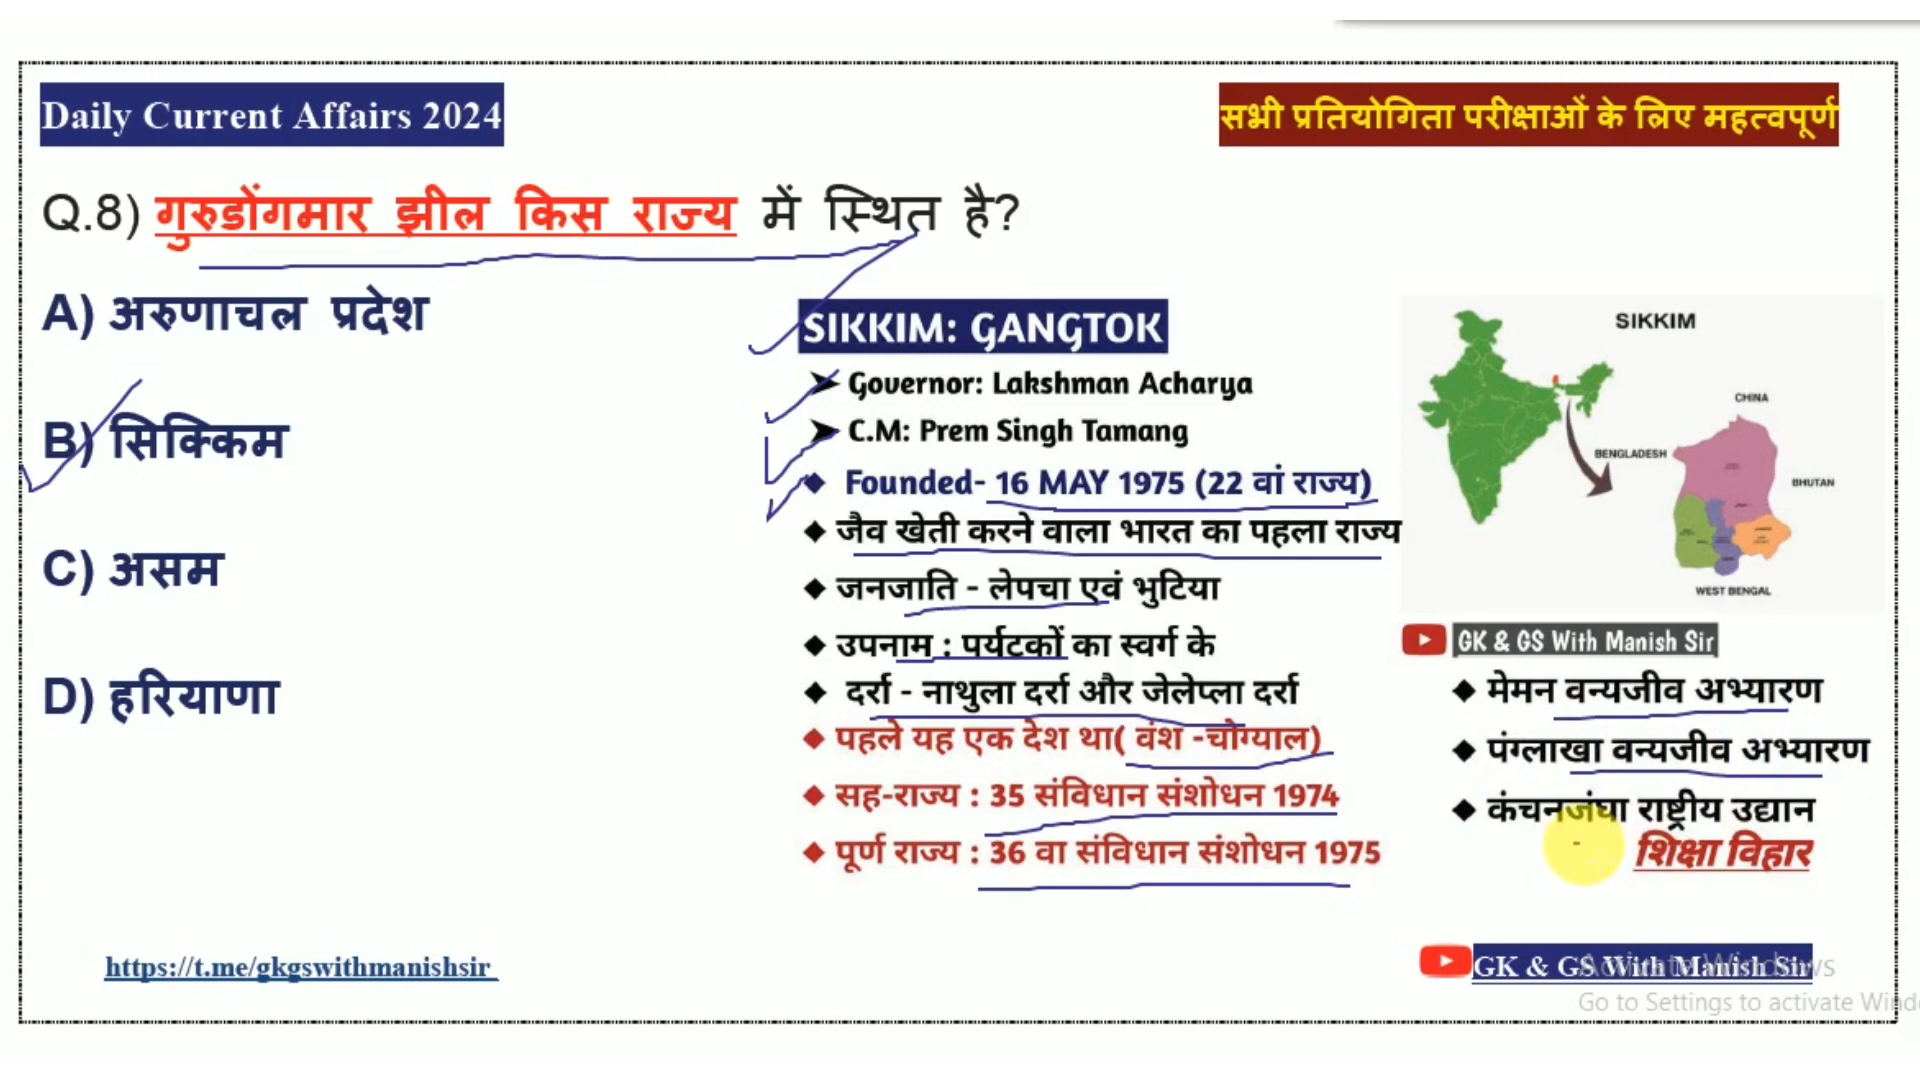 Daily Current Affairs 2024
सभी प्रतियोगिता परीक्षाओं के लिए महत्वपूर्ण
Q.8) गुरुडोंगमार झील किस राज्य में स्थित है?
A) अरुणाचल प्रदेश
B) सिक्किम
C) असम
D) हरियाणा
SIKKIM: GANGTOK
Governor: Lakshman Acharya
C.M: Prem Singh Tamang
Founded- 16 MAY 1975 (22 वां राज्य)
जैव खेती करने वाला भारत का पहला राज्य
जनजाति - लेपचा एवं भुटिया
उपनाम : पर्यटकों का स्वर्ग के
दर्रा - नाथुला दर्रा और जेलेप्ला दर्रा
पहले यह एक देश था( वंश -चोग्याल)
सह-राज्य : 35 संविधान संशोधन 1974
पूर्ण राज्य : 36 वा संविधान संशोधन 1975
SIKKIM
CHINA
BENGLADESH
BHUTAN
WEST BENGAL
GK & GS With Manish Sir
मेमन वन्यजीव अभ्यारण
पंग्लाखा वन्यजीव अभ्यारण
कंचनजंघा राष्ट्रीय उद्यान
- शिक्षा विहार
https://t.me/gkgswithmanishsir
GK & GS With Manish Sir
Activate Windows
Go to Settings to activate Wind